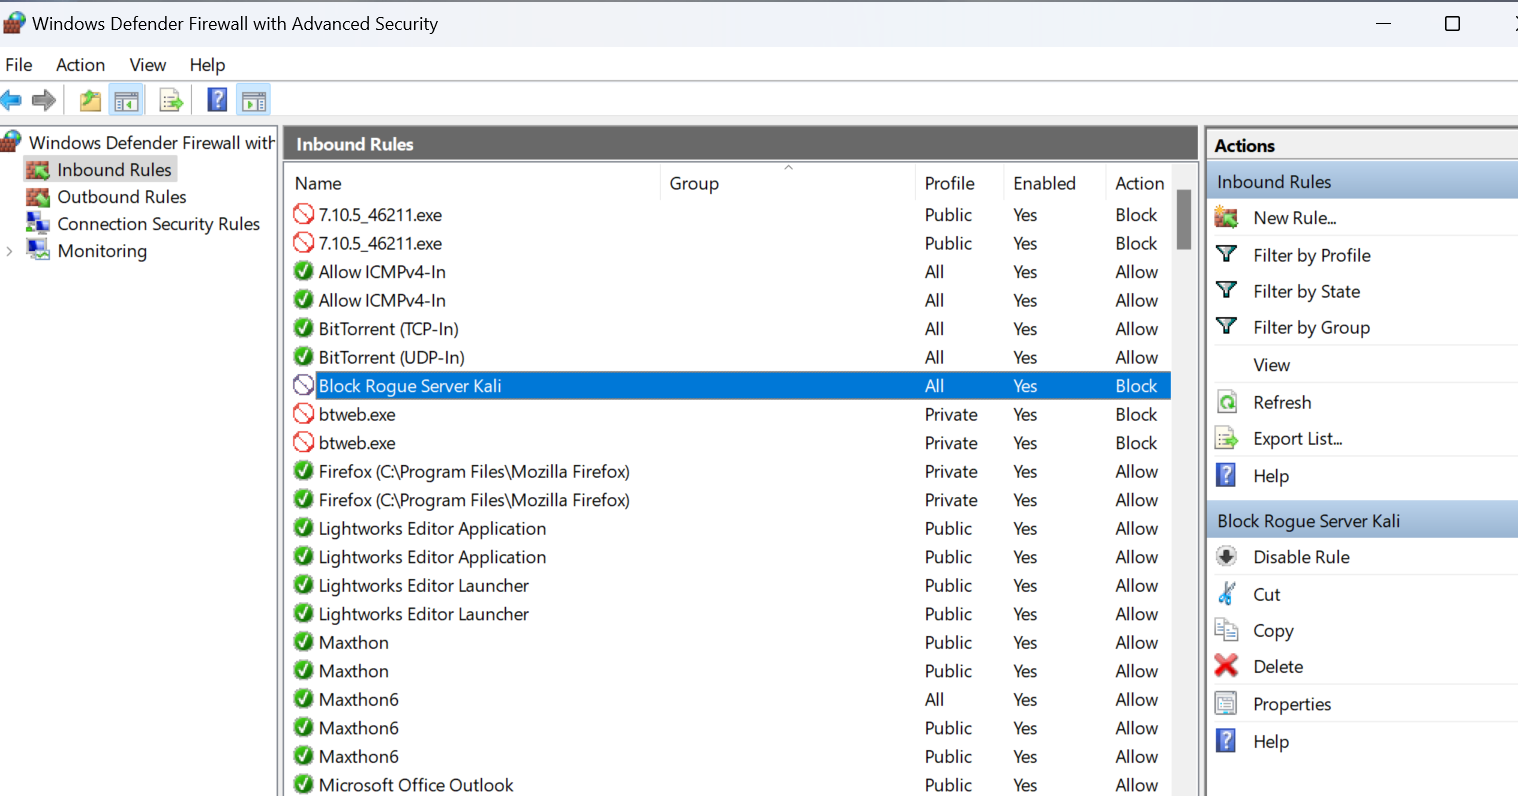 Windows Defender Firewall with Advanced Security
File Action View Help
Windows Defender Firewall with
Inbound Rules
Outbound Rules
Connection Security Rules
Monitoring
Inbound Rules
Name Group Profile Enabled Action
7.10.5_46211.exe Public Yes Block
7.10.5_46211.exe Public Yes Block
Allow ICMPv4-In All Yes Allow
Allow ICMPv4-In All Yes Allow
BitTorrent (TCP-In) All Yes Allow
BitTorrent (UDP-In) All Yes Allow
Block Rogue Server Kali All Yes Block
btweb.exe Private Yes Block
btweb.exe Private Yes Block
Firefox (C:\Program Files\Mozilla Firefox) Private Yes Allow
Firefox (C:\Program Files\Mozilla Firefox) Private Yes Allow
Lightworks Editor Application Public Yes Allow
Lightworks Editor Application Public Yes Allow
Lightworks Editor Launcher Public Yes Allow
Lightworks Editor Launcher Public Yes Allow
Maxthon Public Yes Allow
Maxthon Public Yes Allow
Maxthon6 All Yes Allow
Maxthon6 Public Yes Allow
Maxthon6 Public Yes Allow
Microsoft Office Outlook Public Yes Allow
Actions
Inbound Rules
New Rule...
Filter by Profile
Filter by State
Filter by Group
View
Refresh
Export List...
Help
Block Rogue Server Kali
Disable Rule
Cut
Copy
Delete
Properties
Help